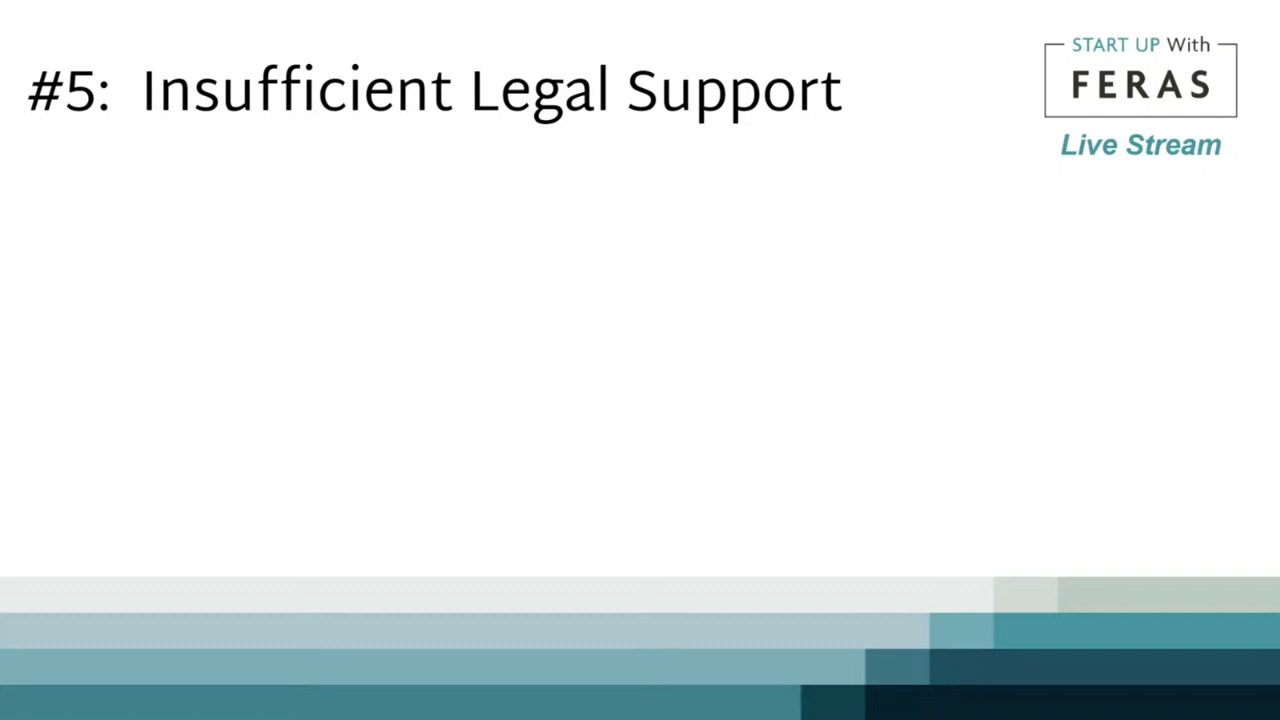 #5: Insufficient Legal Support
START UP With
FERAS
Live Stream